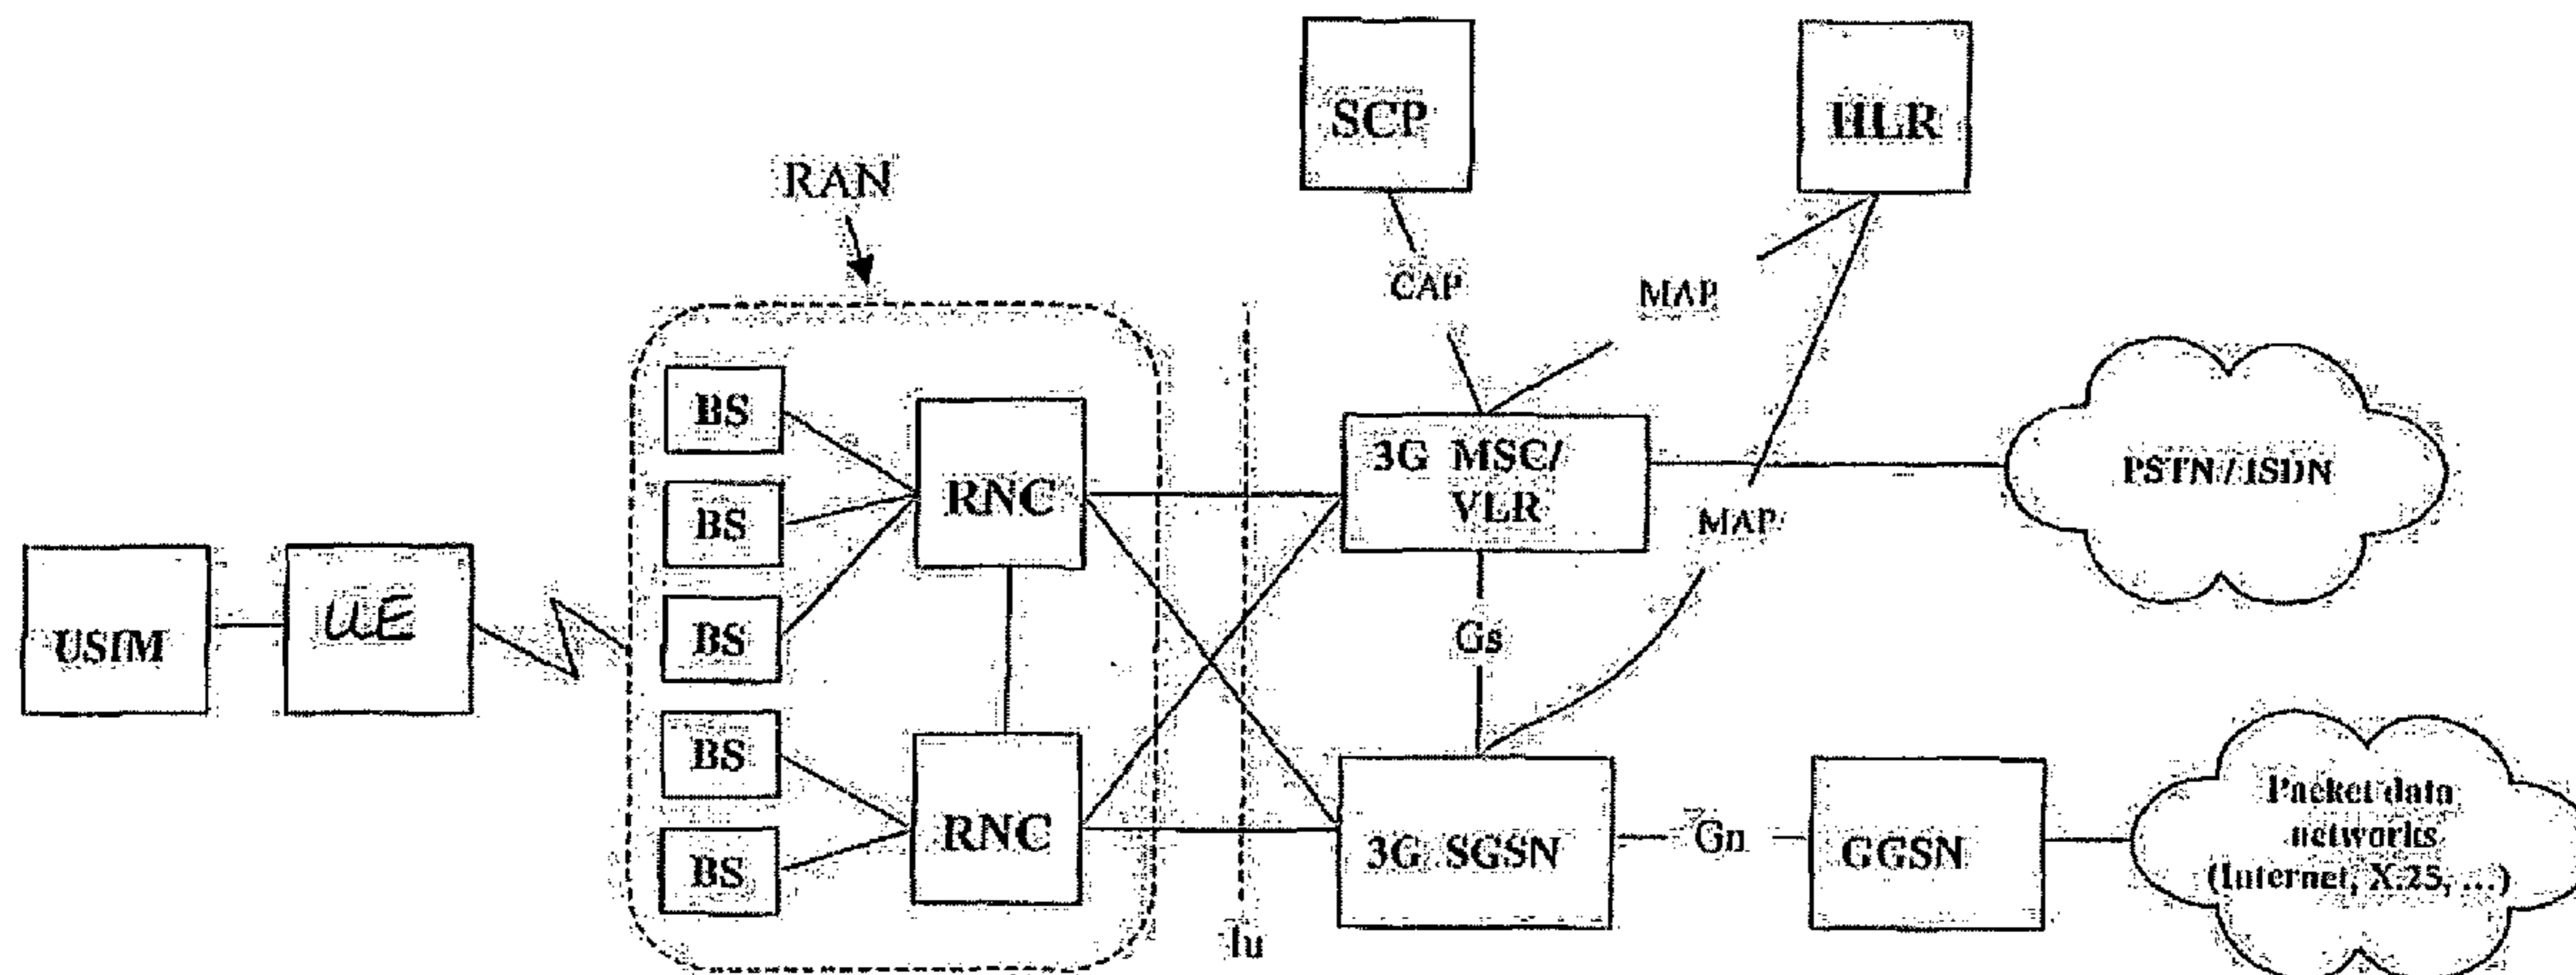 SCP
HLR
RAN
CAP
MAP
BS
BS
BS
BS
BS
RNC
RNC
3G MSC/
VLR
PSTN / ISDN
MAP
USIM
UE
Gs
3G SGSN
Gn
GGSN
Packet data
networks
(Internet, X.25, ...)
Iu